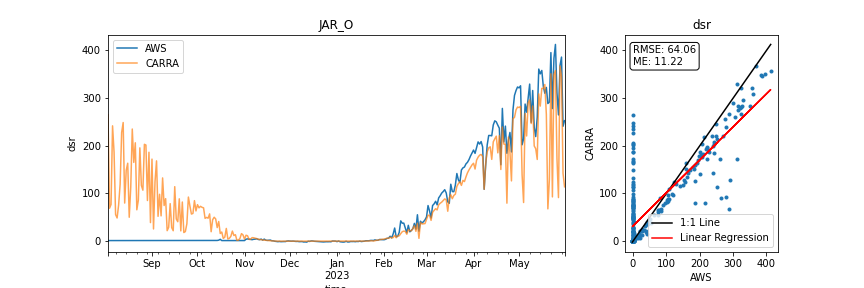 JAR_O
dsr
AWS
CARRA
400
300
200
100
0
dsr
Sep
Oct
Nov
Dec
Jan
2023
Feb
Mar
Apr
May
time
dsr
RMSE: 64.06
ME: 11.22
400
300
200
100
0
CARRA
1:1 Line
Linear Regression
0
100
200
300
400
AWS